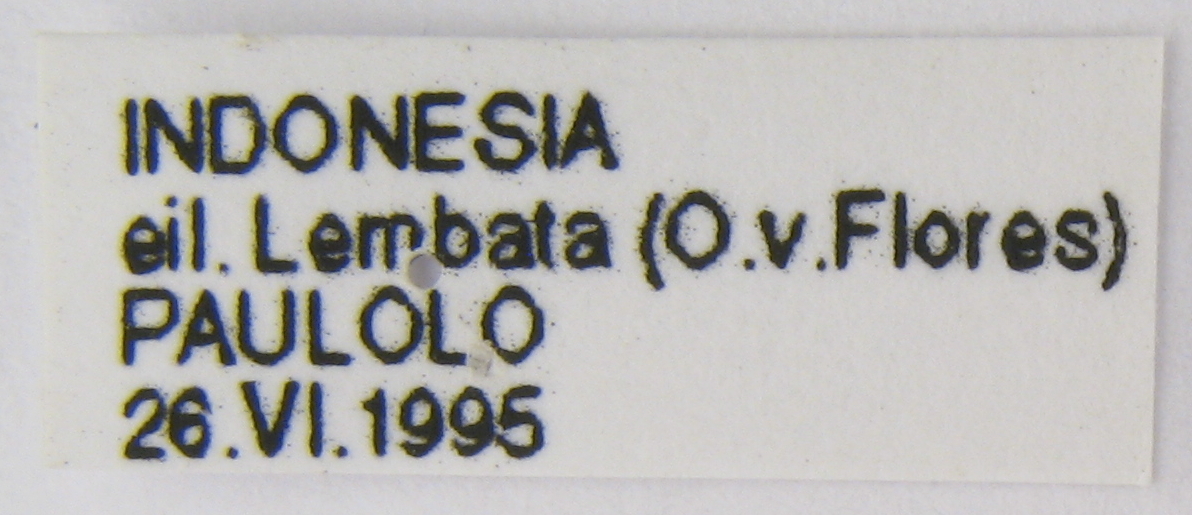 INDONESIA
eil. Lembata (O.v.Flores)
PAULOLO
26.VI.1995